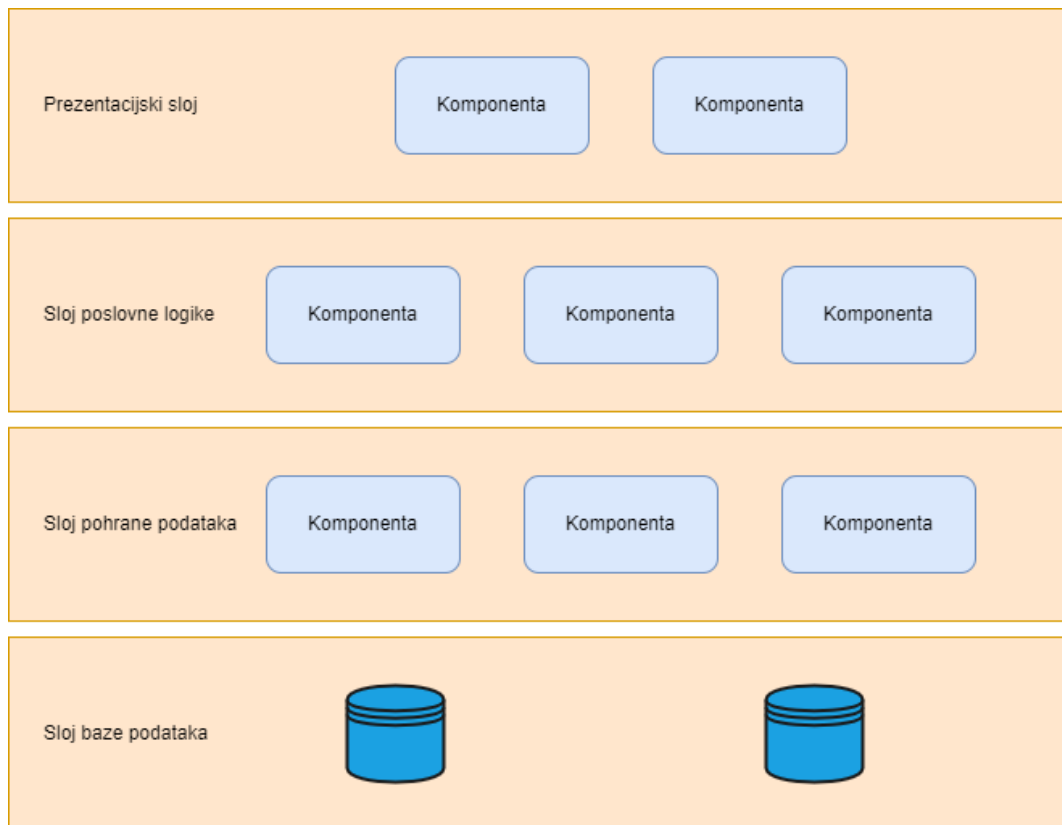 Prezentacijski sloj
Komponenta
Komponenta
Sloj poslovne logike
Komponenta
Komponenta
Komponenta
Sloj pohrane podataka
Komponenta
Komponenta
Komponenta
Sloj baze podataka